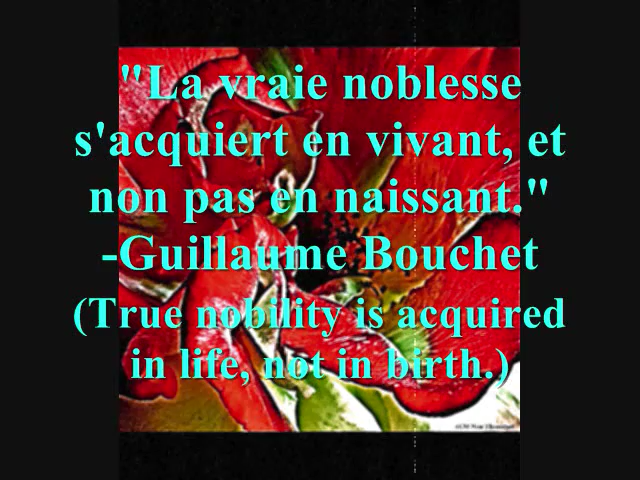 "La vraie noblesse
s'acquiert en vivant, et
non pas en naissant."
-Guillaume Bouchet
(True nobility is acquired
in life, not in birth.)